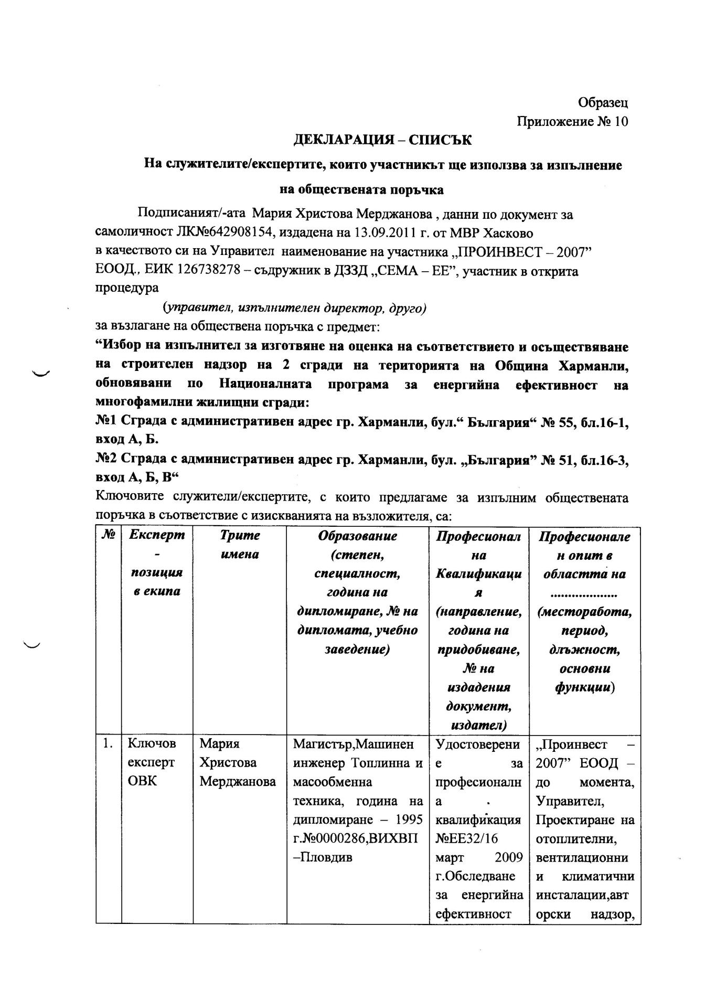 Образец
Приложение № 10
ДЕКЛАРАЦИЯ – СПИСЪК
На служителите/експертите, които участникът ще използва за изпълнение
на обществената поръчка
Подписаният/-ата  Мария Христова Мерджанова , данни по документ за
самоличност ЛК№642908154, издадена на 13.09.2011 г. от МВР Хасково
в качеството си на Управител  наименование на участника „ПРОИНВЕСТ – 2007”
ЕООД., ЕИК 126738278 – съдружник в ДЗЗД „СЕМА – ЕЕ”, участник в открита
процедура
(управител, изпълнителен директор, друго)
за възлагане на обществена поръчка с предмет:
“Избор на изпълнител за изготвяне на оценка на съответствието и осъществяване
на строителен надзор на 2 сгради на територията на Община Харманли,
обновявани по Националната програма за енергийна ефективност на
многофамилни жилищни сгради:
№1 Сграда с административен адрес гр. Харманли, бул.“ България“ № 55, бл.16-1,
вход А, Б.
№2 Сграда с административен адрес гр. Харманли, бул. „България” № 51, бл.16-3,
вход А, Б, В“
Ключовите служители/експертите, с които предлагаме за изпълним обществената
поръчка в съответствие с изискванията на възложителя, са:
№
Експерт
-
позиция
в екипа
Трите
имена
Образование
(степен,
специалност,
година на
дипломиране, № на
дипломата, учебно
заведение)
Професионал
на
Квалификаци
я
(направление,
година на
придобиване,
№ на
издадения
документ,
издател)
Професионале
н опит в
областта на
...................
(месторабота,
период,
длъжност,
основни
функции)
1.
Ключов
експерт
ОВК
Мария
Христова
Мерджанова
Магистър,Машинен
инженер Топлинна и
масообменна
техника, година на
дипломиране – 1995
г.№0000286,ВИХВП
–Пловдив
Удостоверени
е за
професионалн
а
квалификация
№ЕЕ32/16
март 2009
г.Обследване
за енергийна
ефективност
„Проинвест –
2007” ЕООД –
до момента,
Управител,
Проектиране на
отоплителни,
вентилационни
и климатични
инсталации,авт
орски надзор,